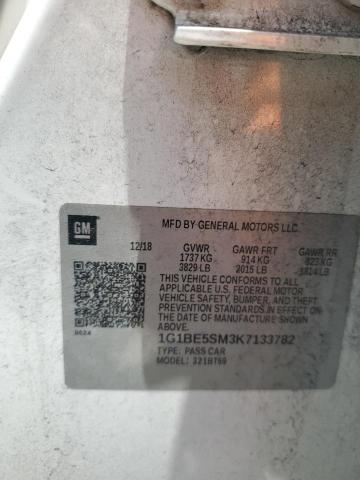 GM
MFD BY GENERAL MOTORS LLC.
12/18 GVWR GAWR FRT GAWR RR
1737 KG 914 KG 823 KG
3829 LB 2015 LB 1814 LB
THIS VEHICLE CONFORMS TO ALL
APPLICABLE U.S. FEDERAL MOTOR
VEHICLE SAFETY, BUMPER, AND THEFT
PREVENTION STANDARDS IN EFFECT ON
THE DATE OF MANUFACTURE SHOWN
ABOVE.
1G1BE5SM3K7133782
TYPE: PASS CAR
MODEL: 321BT69